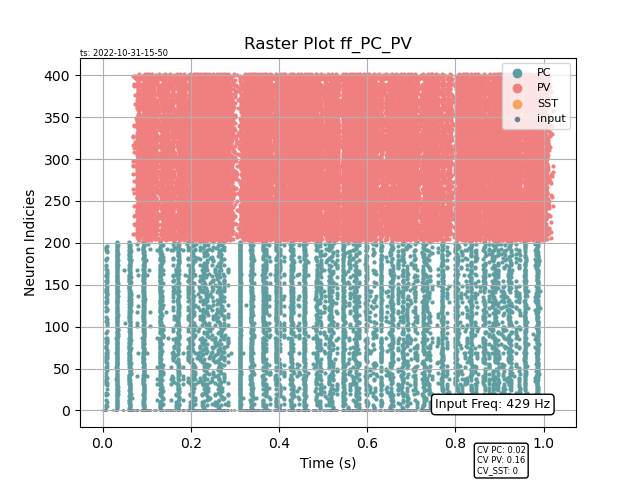 Raster Plot ff_PC_PV
ts: 2022-10-31-15-50
PC
PV
SST
input
400
350
300
250
200
150
100
50
0
Neuron Indicies
Input Freq: 429 Hz
0.0 0.2 0.4 0.6 0.8 1.0
Time (s)
CV PC: 0.02
CV PV: 0.16
CV_SST: 0